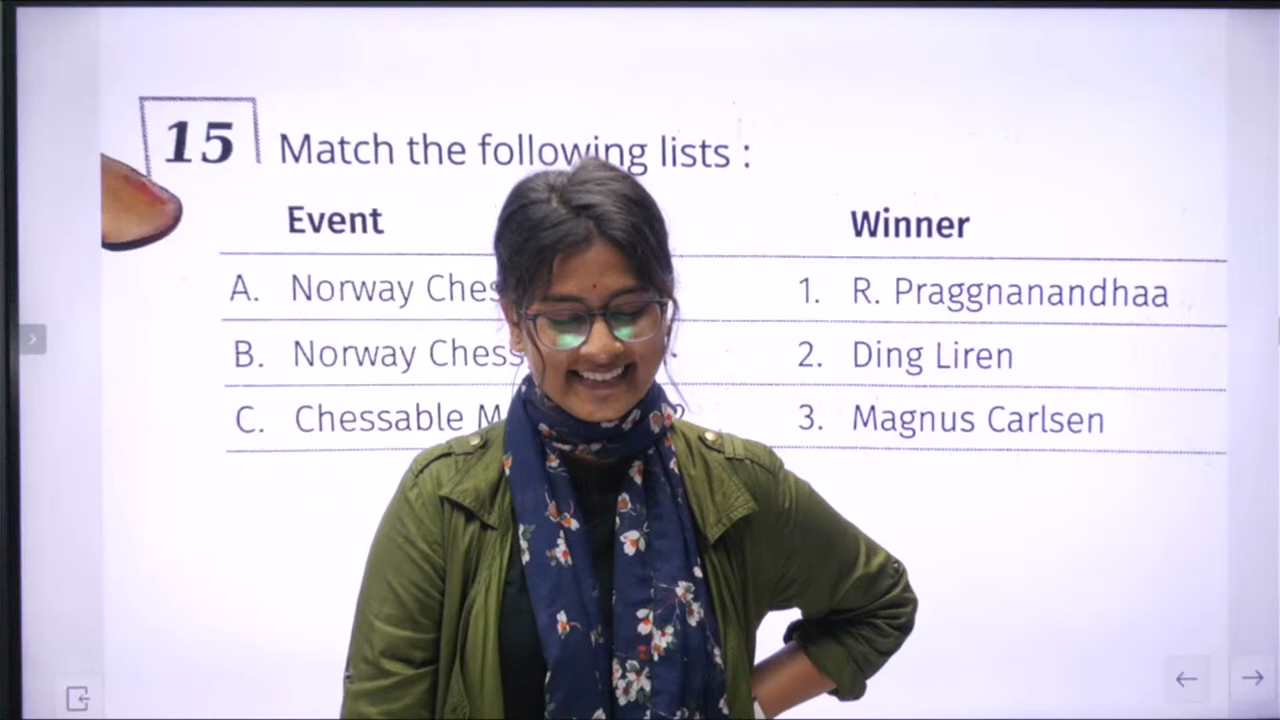 15 Match the following lists :
Event Winner
A. Norway Ches 1. R. Praggnanandhaa
B. Norway Chess 2. Ding Liren
C. Chessable 3. Magnus Carlsen